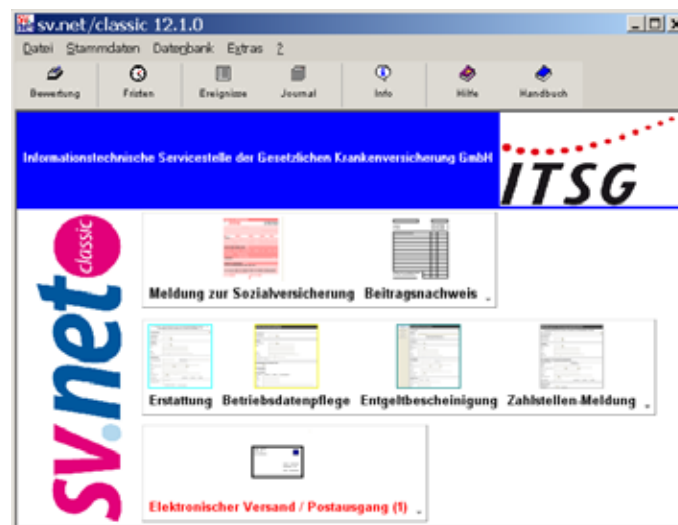 sv.net/classic 12.1.0
Datei Stammdaten Datenbank Extras ?
Bewertung Fristen Ereignisse Journal Info Hilfe Handbuch
Informationstechnische Servicestelle der Gesetzlichen Krankenversicherung GmbH
ITSG
sv.net classic
Meldung zur Sozialversicherung Beitragsnachweis
Erstattung Betriebsdatenpflege Entgeltbescheinigung Zahlstellen-Meldung
Elektronischer Versand / Postausgang (1)